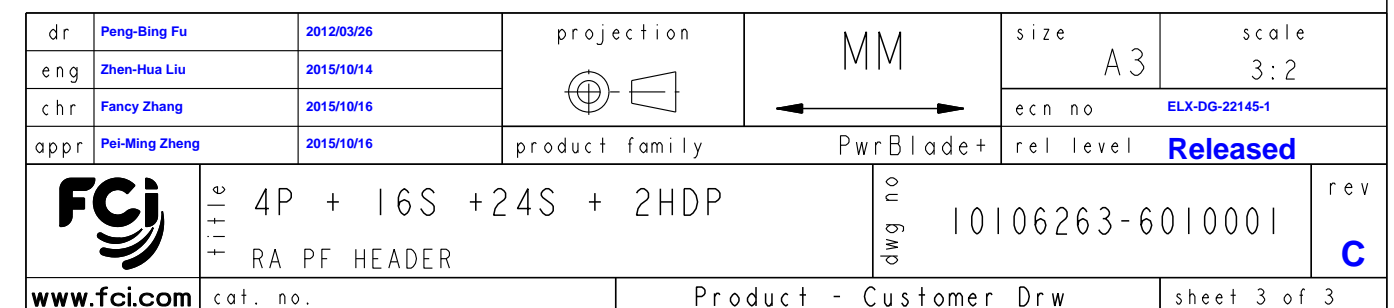 dr Peng-Bing Fu 2012/03/26 projection MM size A3 scale 3:2
eng Zhen-Hua Liu 2015/10/14
chr Fancy Zhang 2015/10/16 ecn no ELX-DG-22145-1
appr Pei-Ming Zheng 2015/10/16 product family PwrBlade+ rel level Released
FCi title 4P + 16S +24S + 2HDP dwg no 10106263-6010001 rev C
RA PF HEADER
www.fci.com cat. no. Product - Customer Drw sheet 3 of 3